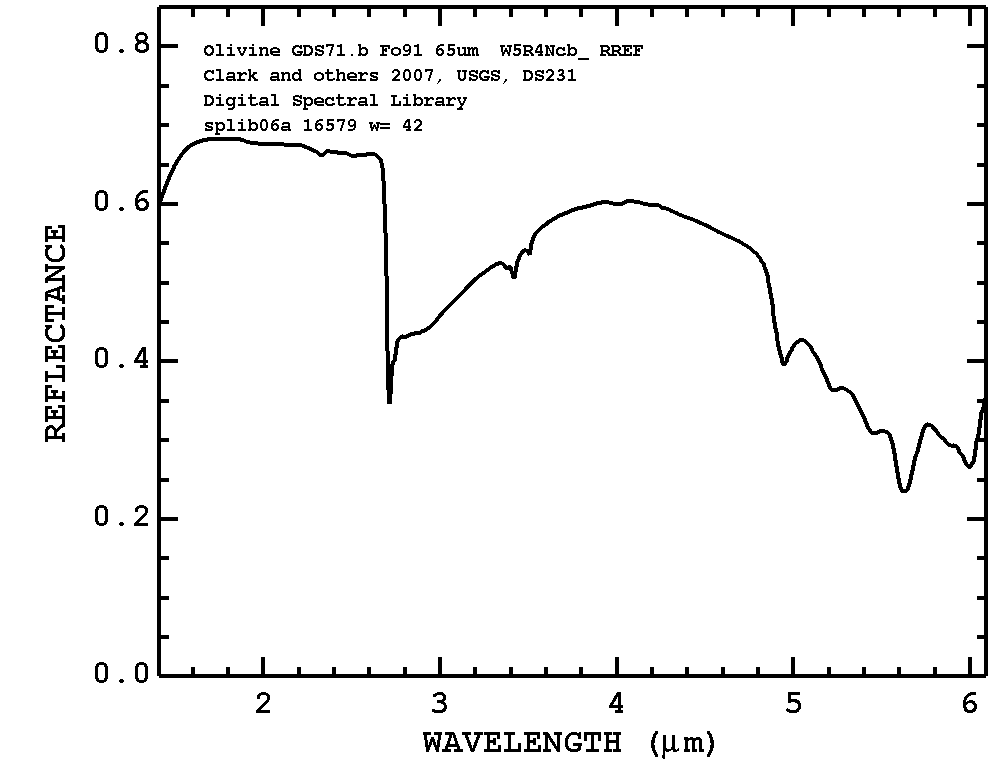 0.8
Olivine GDS71.b Fo91 65um  W5R4Ncb_ RREF
Clark and others 2007, USGS, DS231
Digital Spectral Library
splib06a 16579 w= 42
0.6
REFLECTANCE
0.4
0.2
0.0
2 3 4 5 6
WAVELENGTH (μm)